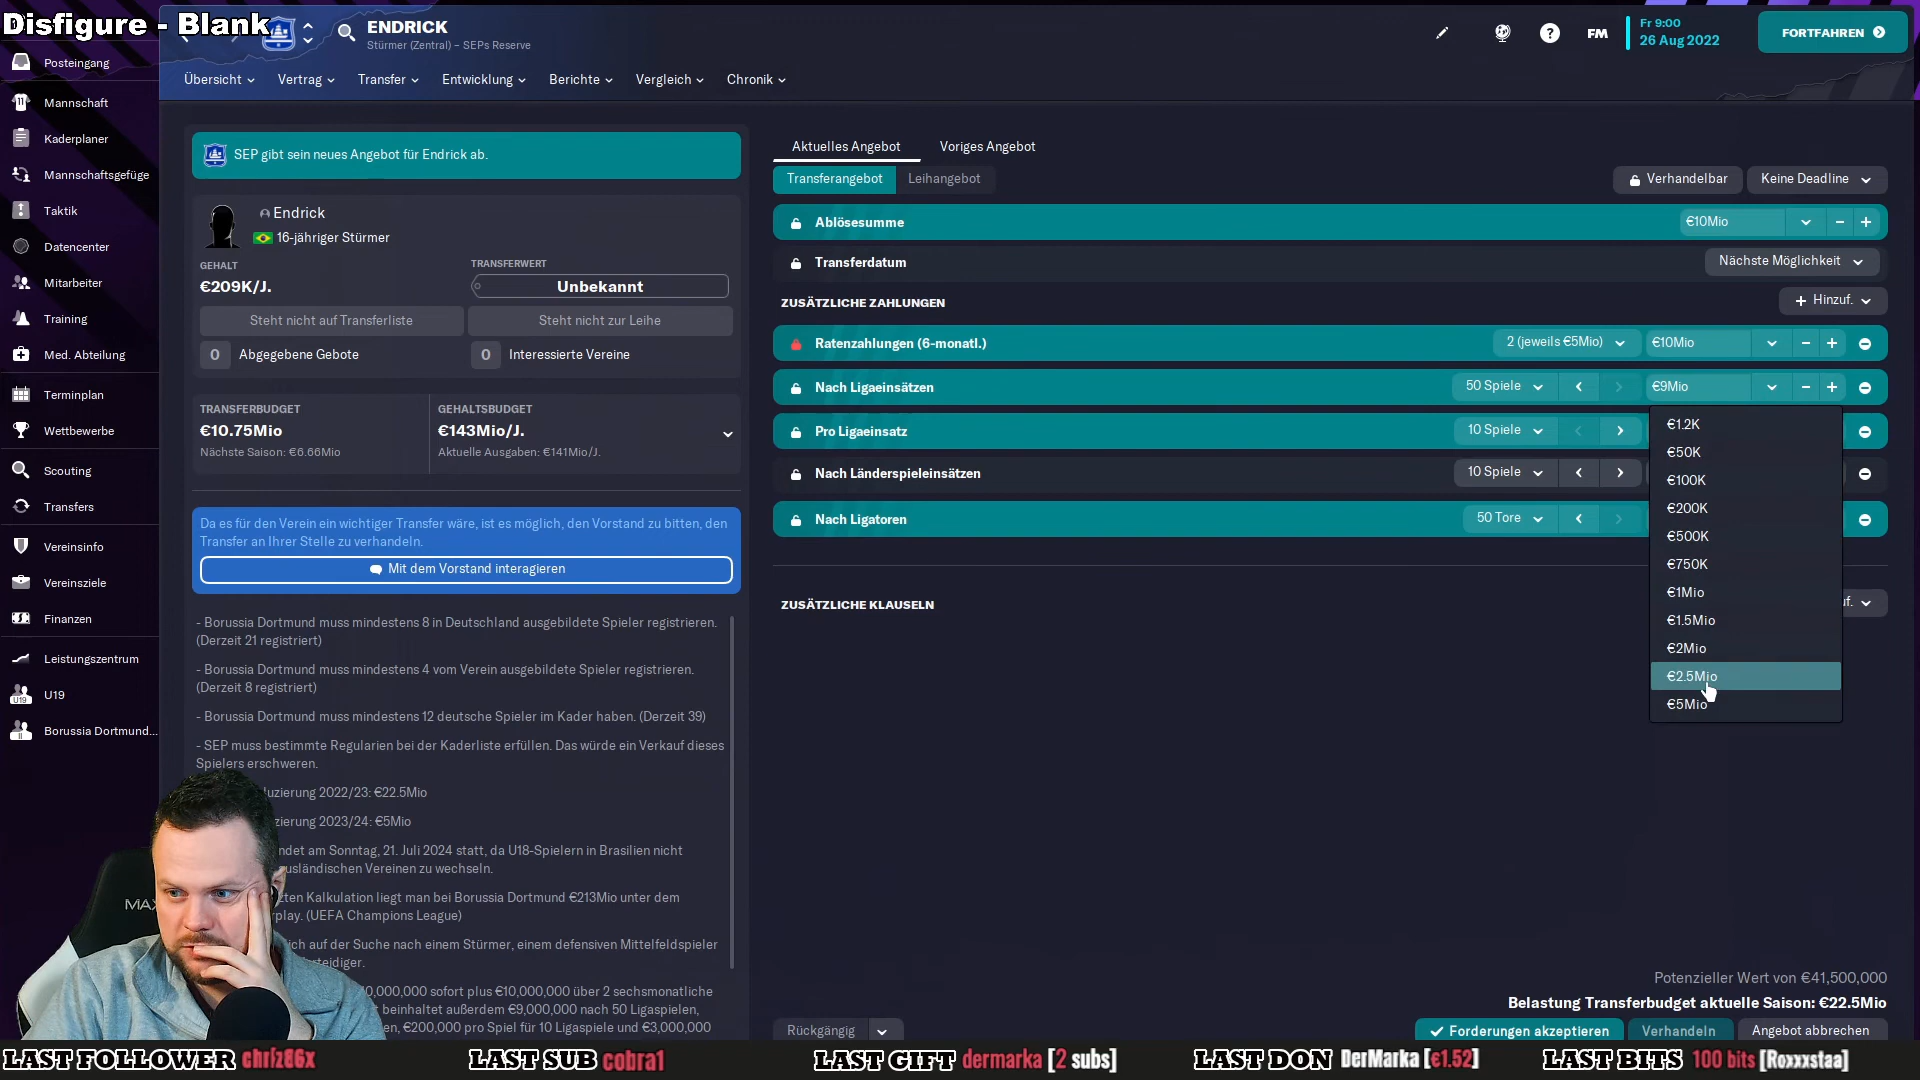 Disfigure - Blank
ENDRICK
Stürmer (Zentral) – SEPs Reserve
FM
Fr 9:00
26 Aug 2022
FORTFAHREN
Übersicht
Vertrag
Transfer
Entwicklung
Berichte
Vergleich
Chronik
Posteingang
Mannschaft
Kaderplaner
Mannschaftsgefüge
Taktik
Datencenter
Mitarbeiter
Training
Med. Abteilung
Terminplan
Wettbewerbe
Scouting
Transfers
Vereinsinfo
Vereinsziele
Finanzen
Leistungszentrum
U19
Borussia Dortmund...
SEP gibt sein neues Angebot für Endrick ab.
Endrick
16-jähriger Stürmer
GEHALT
€209K/J.
TRANSFERWERT
Unbekannt
Steht nicht auf Transferliste
Steht nicht zur Leihe
0 Abgegebene Gebote
0 Interessierte Vereine
TRANSFERBUDGET
€10.75Mio
Nächste Saison: €6.66Mio
GEHALTSBUDGET
€143Mio/J.
Aktuelle Ausgaben: €141Mio/J.
Da es für den Verein ein wichtiger Transfer wäre, ist es möglich, den Vorstand zu bitten, den
Transfer an Ihrer Stelle zu verhandeln.
Mit dem Vorstand interagieren
- Borussia Dortmund muss mindestens 8 in Deutschland ausgebildete Spieler registrieren.
(Derzeit 21 registriert)
- Borussia Dortmund muss mindestens 4 vom Verein ausgebildete Spieler registrieren.
(Derzeit 8 registriert)
- Borussia Dortmund muss mindestens 12 deutsche Spieler im Kader haben. (Derzeit 39)
- SEP muss bestimmte Regularien bei der Kaderliste erfüllen. Das würde ein Verkauf dieses
Spielers erschweren.
uzierung 2022/23: €22.5Mio
zierung 2023/24: €5Mio
ndet am Sonntag, 21. Juli 2024 statt, da U18-Spielern in Brasilien nicht
usländischen Vereinen zu wechseln.
zten Kalkulation liegt man bei Borussia Dortmund €213Mio unter dem
rplay. (UEFA Champions League)
ich auf der Suche nach einem Stürmer, einem defensiven Mittelfeldspieler
teidiger.
0,000,000 sofort plus €10,000,000 über 2 sechsmonatliche
t beinhaltet außerdem €9,000,000 nach 50 Ligaspielen,
en, €200,000 pro Spiel für 10 Ligaspiele und €3,000,000
Aktuelles Angebot
Voriges Angebot
Transferangebot
Leihangebot
Verhandelbar
Keine Deadline
Ablösesumme
€10Mio
Transferdatum
Nächste Möglichkeit
ZUSÄTZLICHE ZAHLUNGEN
Hinzuf.
Ratenzahlungen (6-monatl.)
2 (jeweils €5Mio)
€10Mio
Nach Ligaeinsätzen
50 Spiele
€9Mio
Pro Ligaeinsatz
10 Spiele
Nach Länderspieleinsätzen
10 Spiele
Nach Ligatoren
50 Tore
€1.2K
€50K
€100K
€200K
€500K
€750K
€1Mio
€1.5Mio
€2Mio
€2.5Mio
€5Mio
ZUSÄTZLICHE KLAUSELN
uf.
Potenzieller Wert von €41,500,000
Belastung Transferbudget aktuelle Saison: €22.5Mio
Rückgängig
Forderungen akzeptieren
Verhandeln
Angebot abbrechen
LAST FOLLOWER chriz86x
LAST SUB cobra1
LAST GIFT dermarka [2 subs]
LAST DON DerMarka [€1.52]
LAST BITS 100 bits [Roxxxstaa]